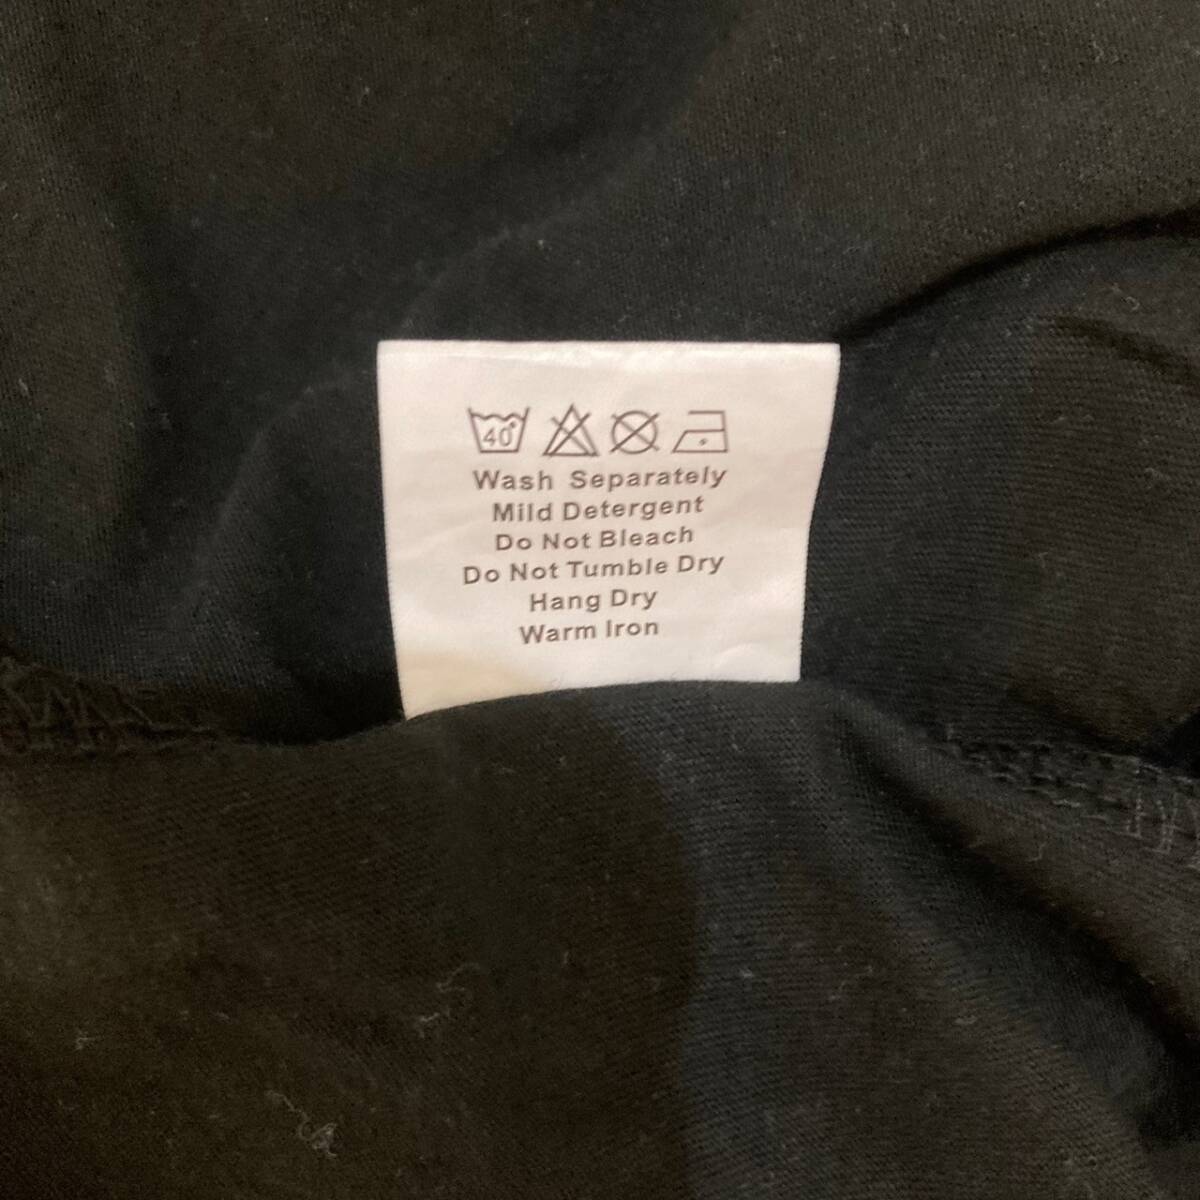 40°
Wash Separately
Mild Detergent
Do Not Bleach
Do Not Tumble Dry
Hang Dry
Warm Iron